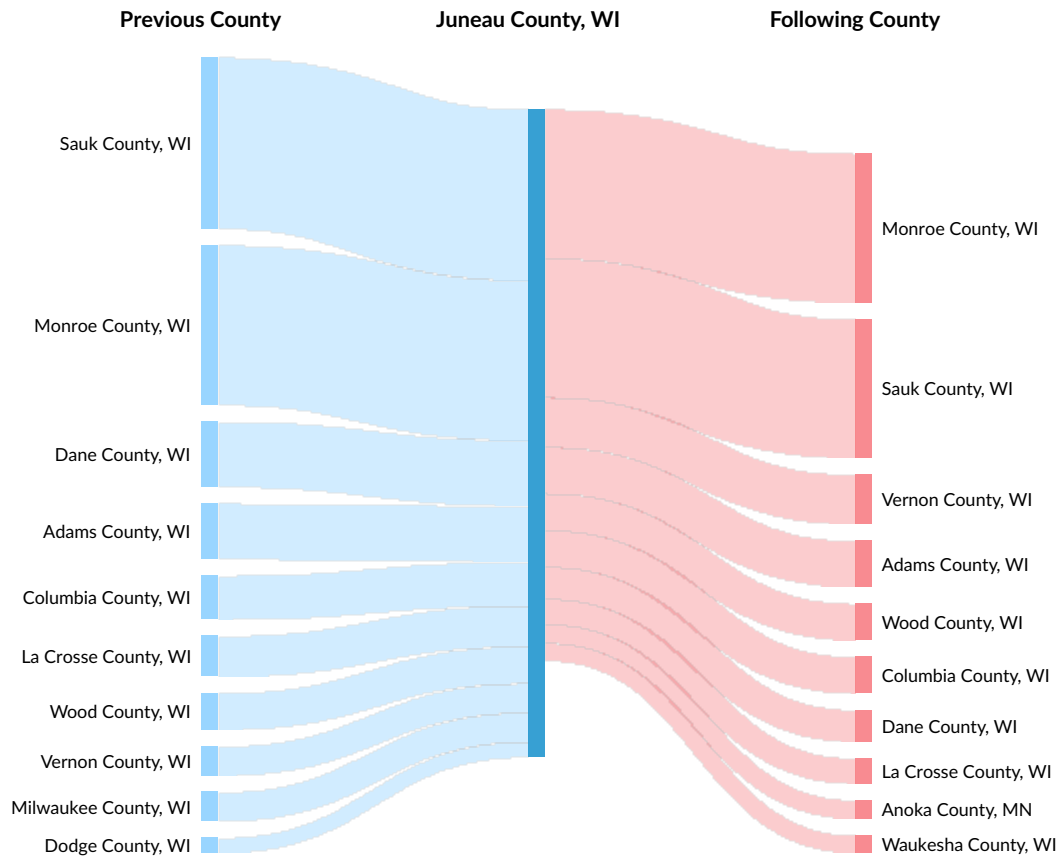 Previous County
Juneau County, WI
Following County
Sauk County, WI
Monroe County, WI
Dane County, WI
Adams County, WI
Columbia County, WI
La Crosse County, WI
Wood County, WI
Vernon County, WI
Milwaukee County, WI
Dodge County, WI
Monroe County, WI
Sauk County, WI
Vernon County, WI
Adams County, WI
Wood County, WI
Columbia County, WI
Dane County, WI
La Crosse County, WI
Anoka County, MN
Waukesha County, WI